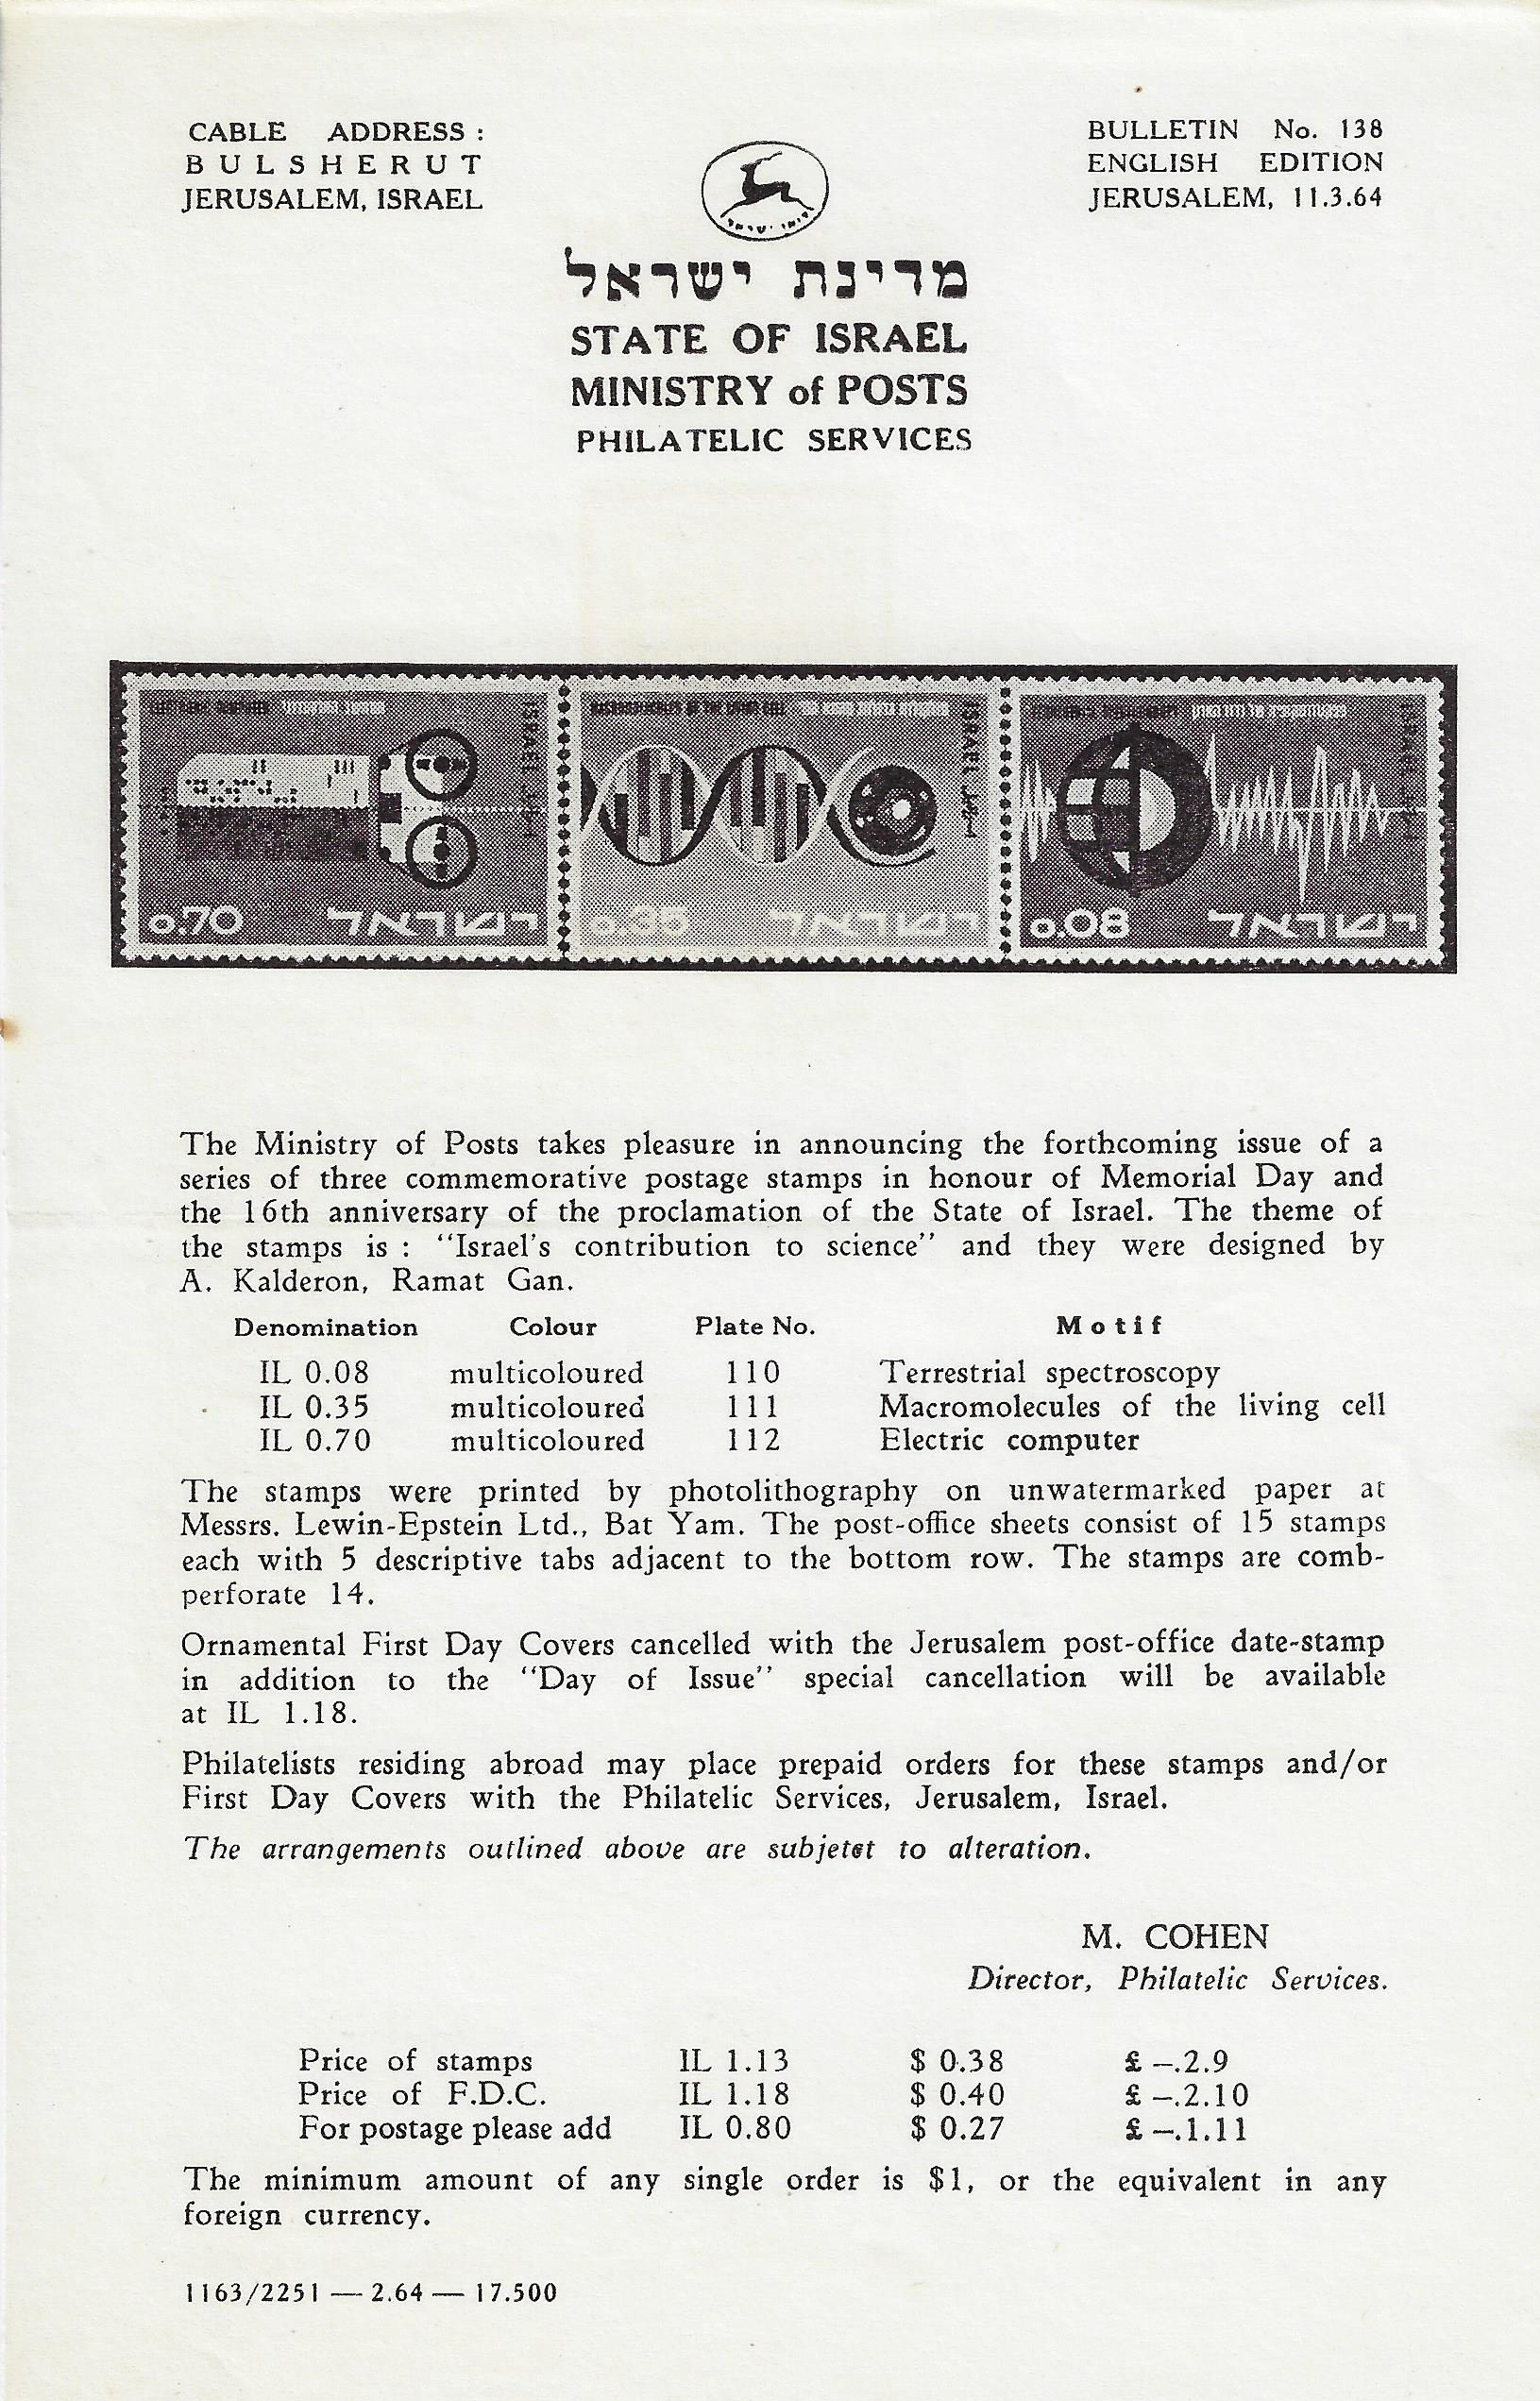 CABLE ADDRESS :
BULSHERUT
JERUSALEM, ISRAEL
BULLETIN No. 138
ENGLISH EDITION
JERUSALEM, 11.3.64
מדינת ישראל
STATE OF ISRAEL
MINISTRY of POSTS
PHILATELIC SERVICES
ISRAEL
0.70 ישראל
MACROMOLECULES OF THE LIVING CELL
ISRAEL
0.35 ישראל
ISRAEL
0.08 ישראל
The Ministry of Posts takes pleasure in announcing the forthcoming issue of a
series of three commemorative postage stamps in honour of Memorial Day and
the 16th anniversary of the proclamation of the State of Israel. The theme of
the stamps is : "Israel's contribution to science" and they were designed by
A. Kalderon, Ramat Gan.
Denomination Colour Plate No. Motif
IL 0.08 multicoloured 110 Terrestrial spectroscopy
IL 0.35 multicoloured 111 Macromolecules of the living cell
IL 0.70 multicoloured 112 Electric computer
The stamps were printed by photolithography on unwatermarked paper at
Messrs. Lewin-Epstein Ltd., Bat Yam. The post-office sheets consist of 15 stamps
each with 5 descriptive tabs adjacent to the bottom row. The stamps are comb-
perforate 14.
Ornamental First Day Covers cancelled with the Jerusalem post-office date-stamp
in addition to the "Day of Issue" special cancellation will be available
at IL 1.18.
Philatelists residing abroad may place prepaid orders for these stamps and/or
First Day Covers with the Philatelic Services, Jerusalem, Israel.
The arrangements outlined above are subjetet to alteration.
M. COHEN
Director, Philatelic Services.
Price of stamps IL 1.13 $ 0.38 £ –.2.9
Price of F.D.C. IL 1.18 $ 0.40 £ –.2.10
For postage please add IL 0.80 $ 0.27 £ –.1.11
The minimum amount of any single order is $1, or the equivalent in any
foreign currency.
1163/2251 — 2.64 — 17.500